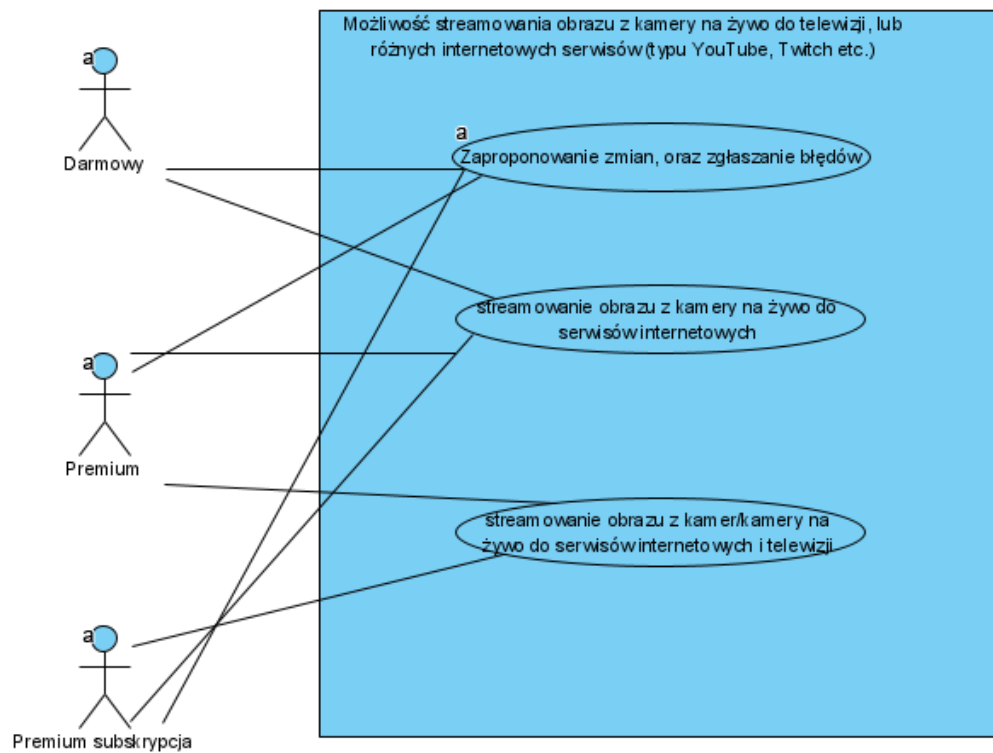 Możliwość streamowania obrazu z kamery na żywo do telewizji, lub
różnych internetowych serwisów (typu YouTube, Twitch etc.)
a
Darmowy
a
Zaproponowanie zmian, oraz zgłaszanie błędów
streamowanie obrazu z kamery na żywo do
serwisów internetowych
a
Premium
streamowanie obrazu z kamer/kamery na
żywo do serwisów internetowych i telewizji
a
Premium subskrypcja